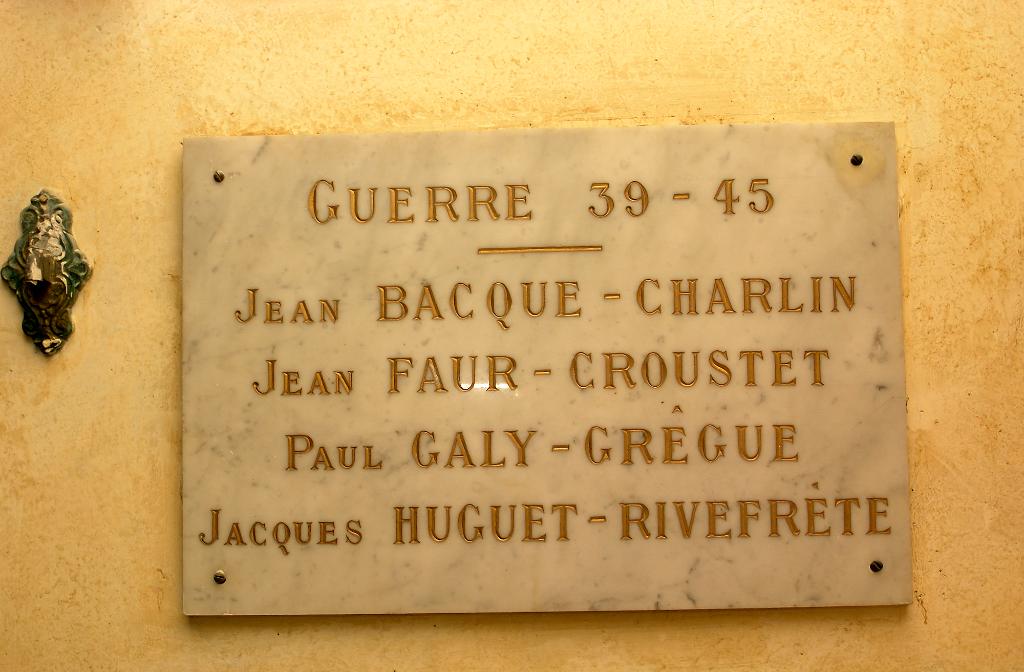 GUERRE 39 - 45
JEAN BACQUE - CHARLIN
JEAN FAUR - CROUSTET
PAUL GALY - GRÊGUE
JACQUES HUGUET - RIVEFRÈTE